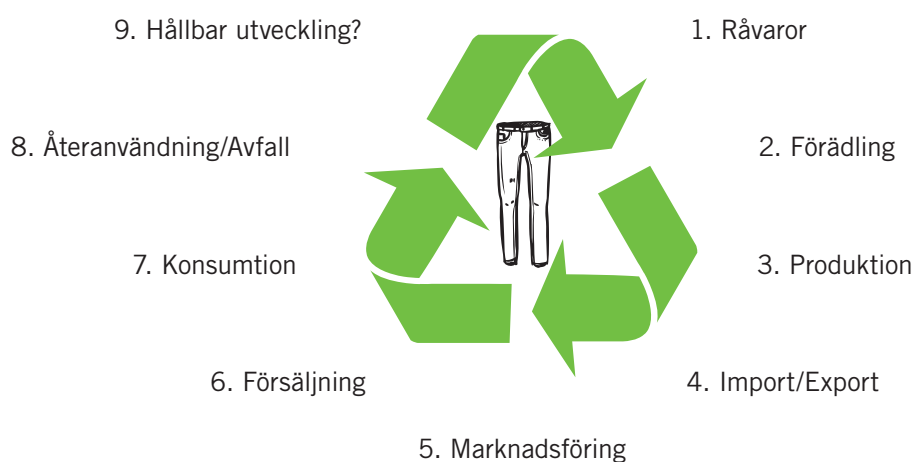 1. Råvaror
2. Förädling
3. Produktion
4. Import/Export
5. Marknadsföring
6. Försäljning
7. Konsumtion
8. Återanvändning/Avfall
9. Hållbar utveckling?